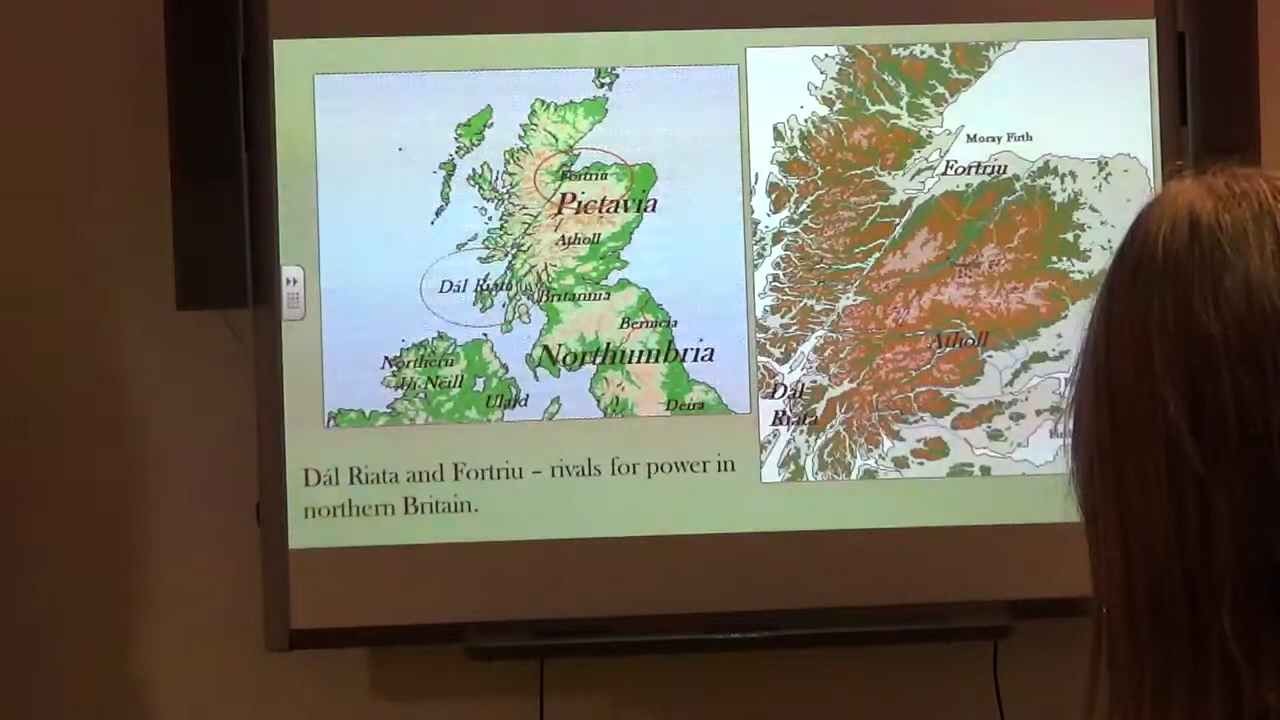 Fortriu
Pictavia
Atholl
Dál Riata
Britannia
Bernicia
Northumbria
Northern
Uí Neill
Ulaid
Deira
Moray Firth
Fortriu
Atholl
Dál
Riata
Dál Riata and Fortriu – rivals for power in
northern Britain.